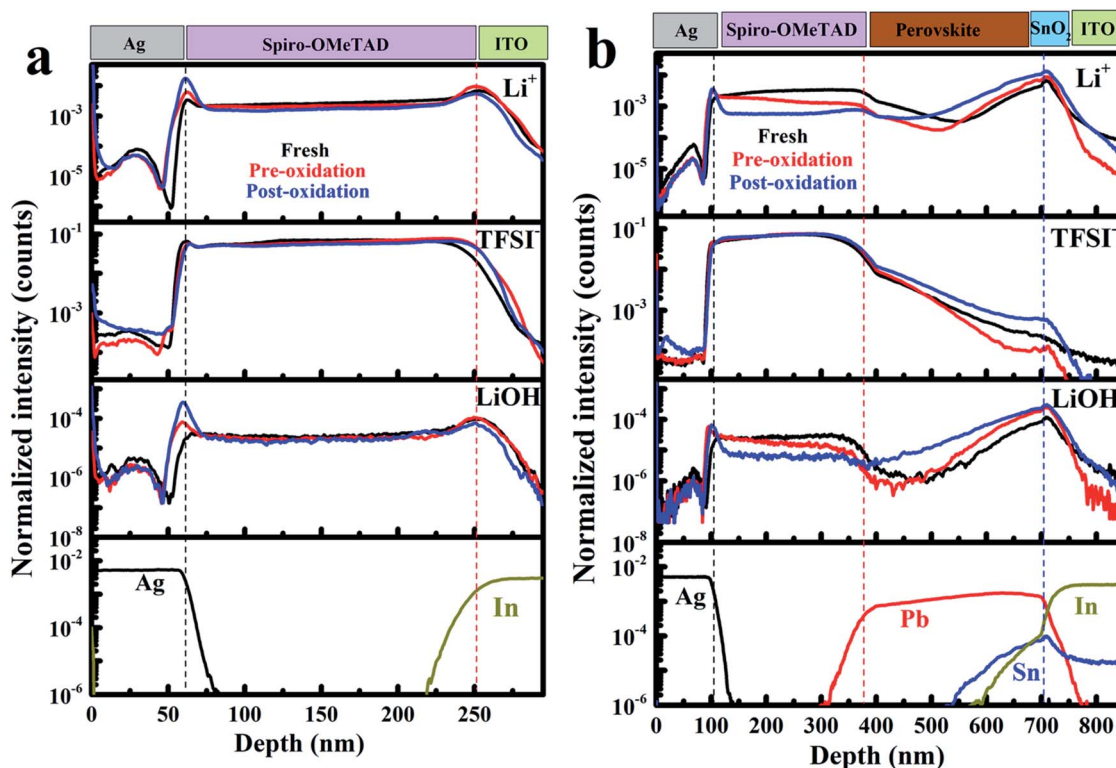 a
Ag Spiro-OMeTAD ITO
Normalized intensity (counts)
Li⁺
10⁻³
10⁻⁵
Fresh
Pre-oxidation
Post-oxidation
10⁻¹
TFSI⁻
10⁻³
10⁻⁴
LiOH
10⁻⁶
10⁻⁸
10⁻²
Ag
In
10⁻⁴
10⁻⁶
0 50 100 150 200 250
Depth (nm)
b
Ag Spiro-OMeTAD Perovskite SnO₂ ITO
Normalized intensity (counts)
Li⁺
10⁻³
10⁻⁵
Fresh
Pre-oxidation
Post-oxidation
10⁻¹
TFSI⁻
10⁻³
10⁻⁴
LiOH
10⁻⁶
10⁻⁸
10⁻²
Ag
Pb
In
10⁻⁴
Sn
10⁻⁶
0 100 200 300 400 500 600 700 800
Depth (nm)